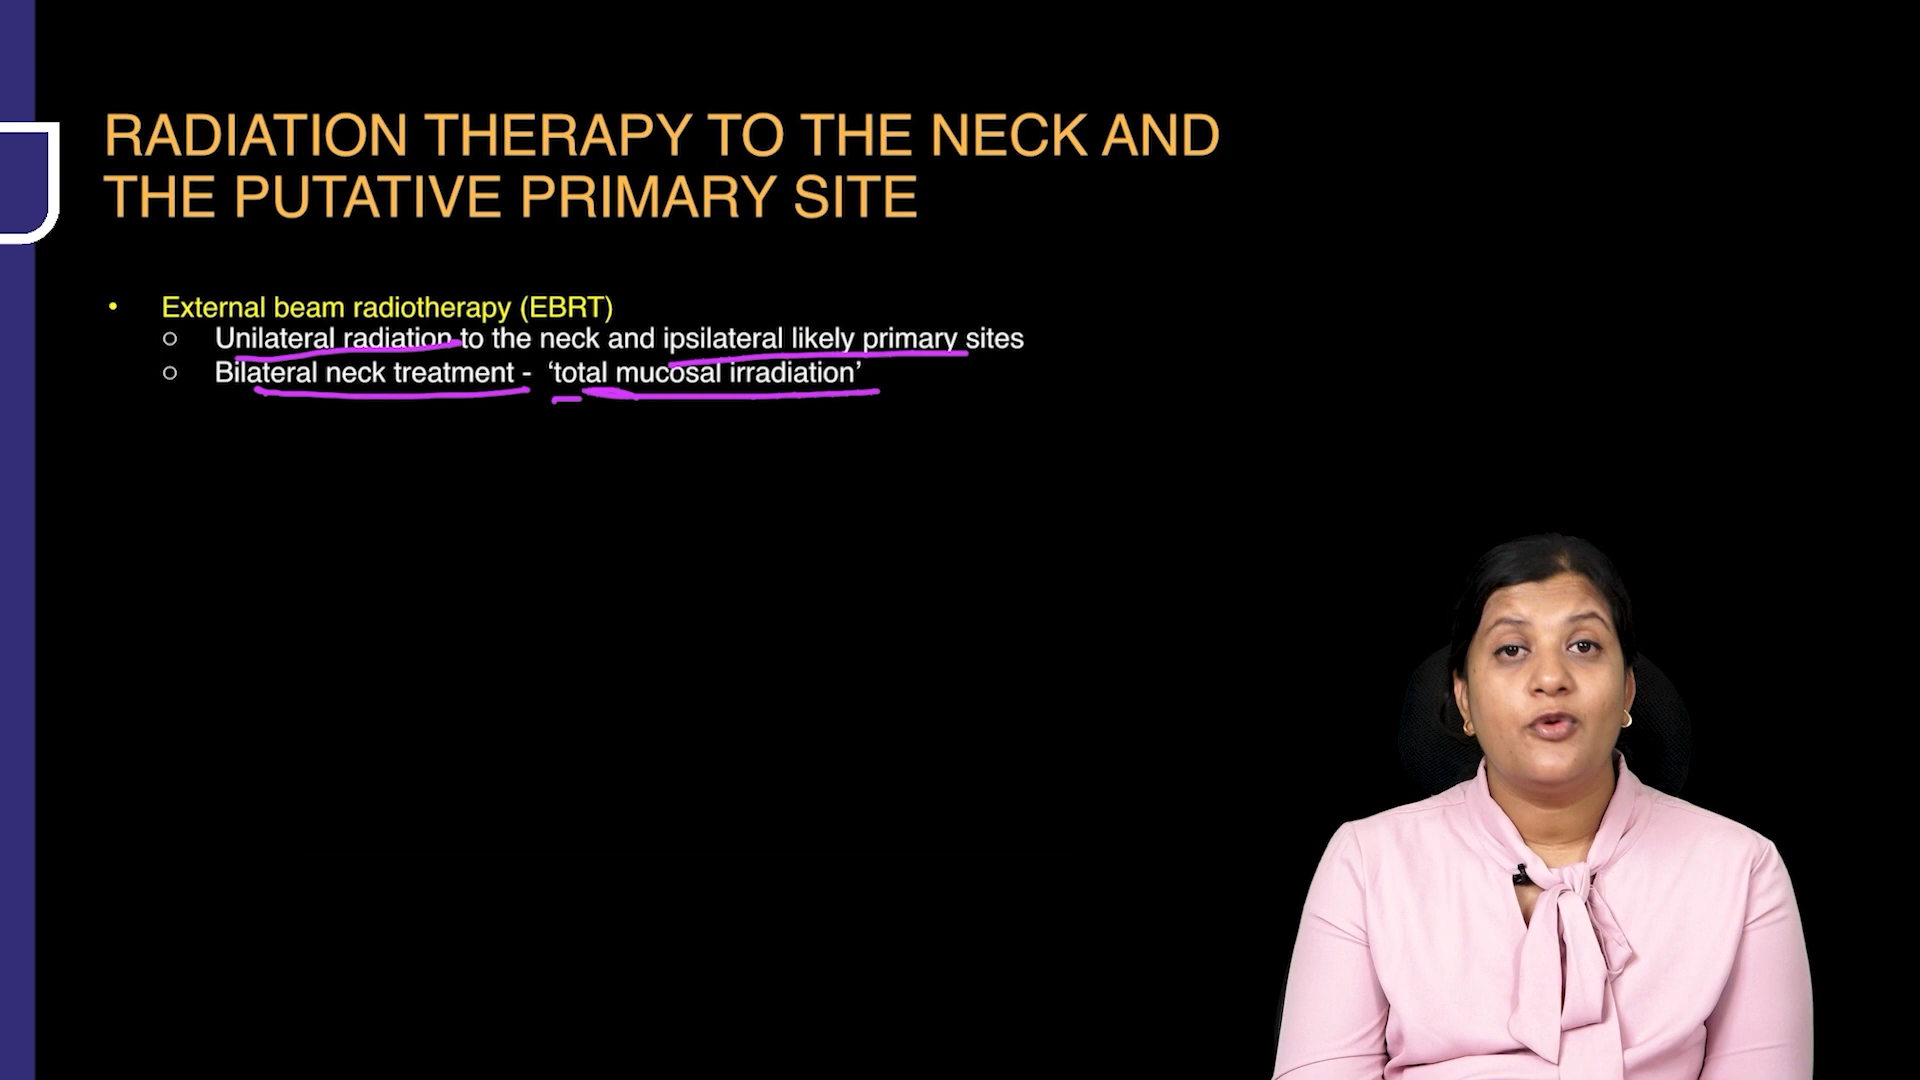 RADIATION THERAPY TO THE NECK AND
THE PUTATIVE PRIMARY SITE
• External beam radiotherapy (EBRT)
○ Unilateral radiation to the neck and ipsilateral likely primary sites
○ Bilateral neck treatment - ‘total mucosal irradiation’